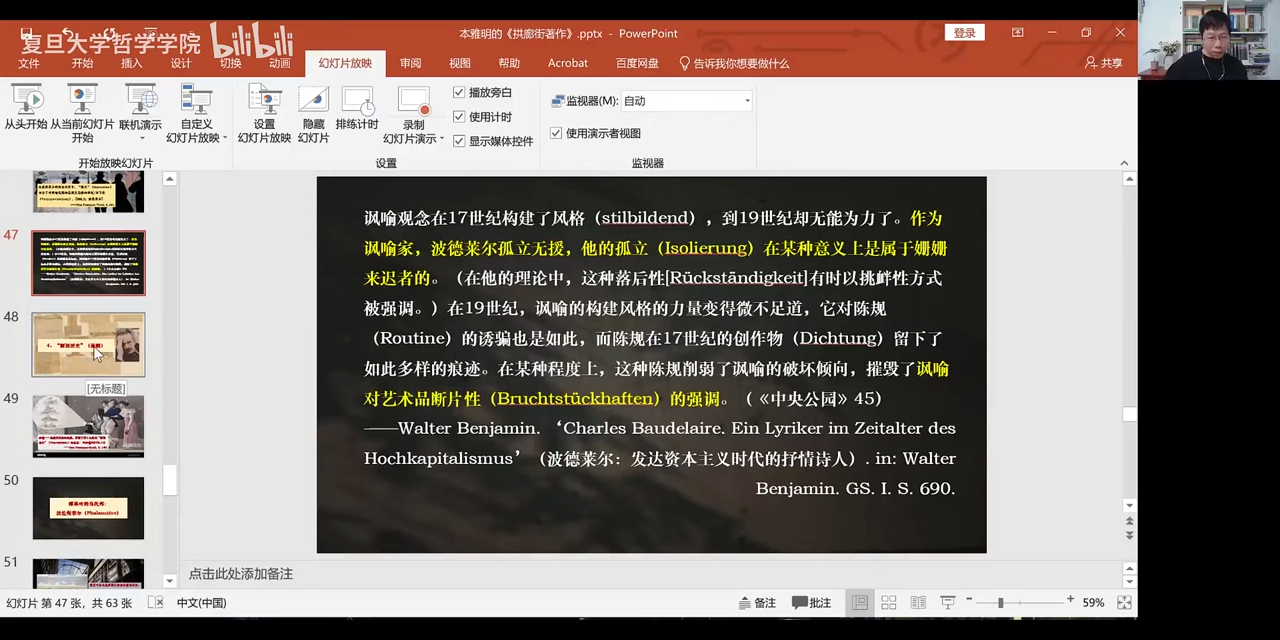 复旦大学哲学学院 bilibili
本雅明的《拱廊街著作》.pptx - PowerPoint
登录
文件 开始 插入 设计 切换 动画 幻灯片放映 审阅 视图 帮助 Acrobat 百度网盘 告诉我你想要做什么 共享
从头开始 从当前幻灯片开始 联机演示 自定义幻灯片放映
开始放映幻灯片
设置幻灯片放映 隐藏幻灯片 排练计时 录制幻灯片演示
播放旁白
使用计时
显示媒体控件
设置
监视器(M): 自动
使用演示者视图
监视器
47
48
[无标题]
49
50
51
讽喻观念在17世纪构建了风格（stilbildend），到19世纪却无能为力了。作为
讽喻家，波德莱尔孤立无援，他的孤立（Isolierung）在某种意义上是属于姗姗
来迟者的。（在他的理论中，这种落后性[Rückständigkeit]有时以挑衅性方式
被强调。）在19世纪，讽喻的构建风格的力量变得微不足道，它对陈规
（Routine）的诱骗也是如此，而陈规在17世纪的创作物（Dichtung）留下了
如此多样的痕迹。在某种程度上，这种陈规削弱了讽喻的破坏倾向，摧毁了讽喻
对艺术品断片性（Bruchtstückhaften）的强调。（《中央公园》45）
——Walter Benjamin. ‘Charles Baudelaire. Ein Lyriker im Zeitalter des
Hochkapitalismus’（波德莱尔：发达资本主义时代的抒情诗人）. in: Walter
Benjamin. GS. I. S. 690.
点击此处添加备注
幻灯片 第 47 张，共 63 张 中文(中国) 备注 批注 59%